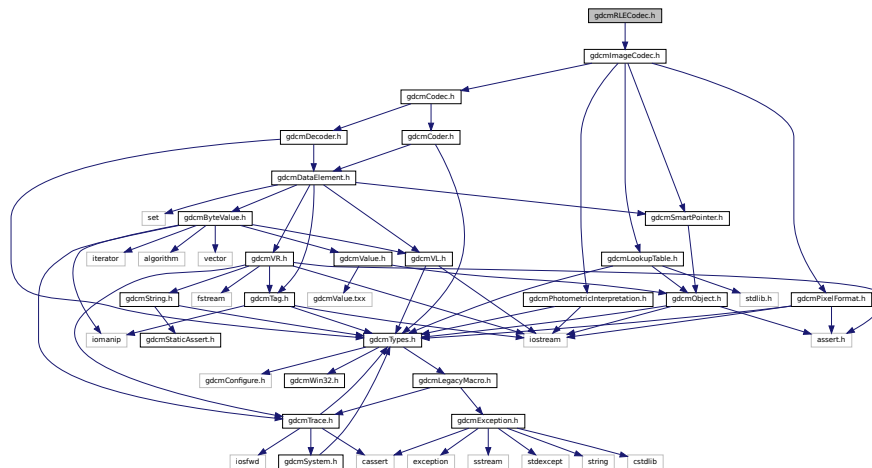 gdcmRLECodec.h
gdcmImageCodec.h
gdcmCodec.h
gdcmDecoder.h
gdcmCoder.h
gdcmDataElement.h
set
gdcmByteValue.h
gdcmSmartPointer.h
iterator
algorithm
vector
gdcmVR.h
gdcmValue.h
gdcmVL.h
gdcmLookupTable.h
gdcmString.h
fstream
gdcmTag.h
gdcmValue.txx
gdcmPhotometricInterpretation.h
gdcmObject.h
stdlib.h
gdcmPixelFormat.h
iomanip
gdcmStaticAssert.h
gdcmTypes.h
iostream
assert.h
gdcmConfigure.h
gdcmWin32.h
gdcmLegacyMacro.h
gdcmTrace.h
gdcmException.h
iosfwd
gdcmSystem.h
cassert
exception
sstream
stdexcept
string
cstdlib